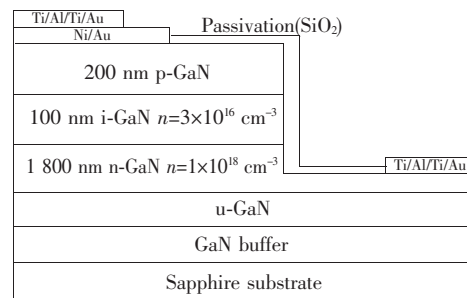 Ti/Al/Ti/Au
Ni/Au
Passivation(SiO₂)
200 nm p-GaN
100 nm i-GaN n=3×10¹⁶ cm⁻³
1 800 nm n-GaN n=1×10¹⁸ cm⁻³
Ti/Al/Ti/Au
u-GaN
GaN buffer
Sapphire substrate